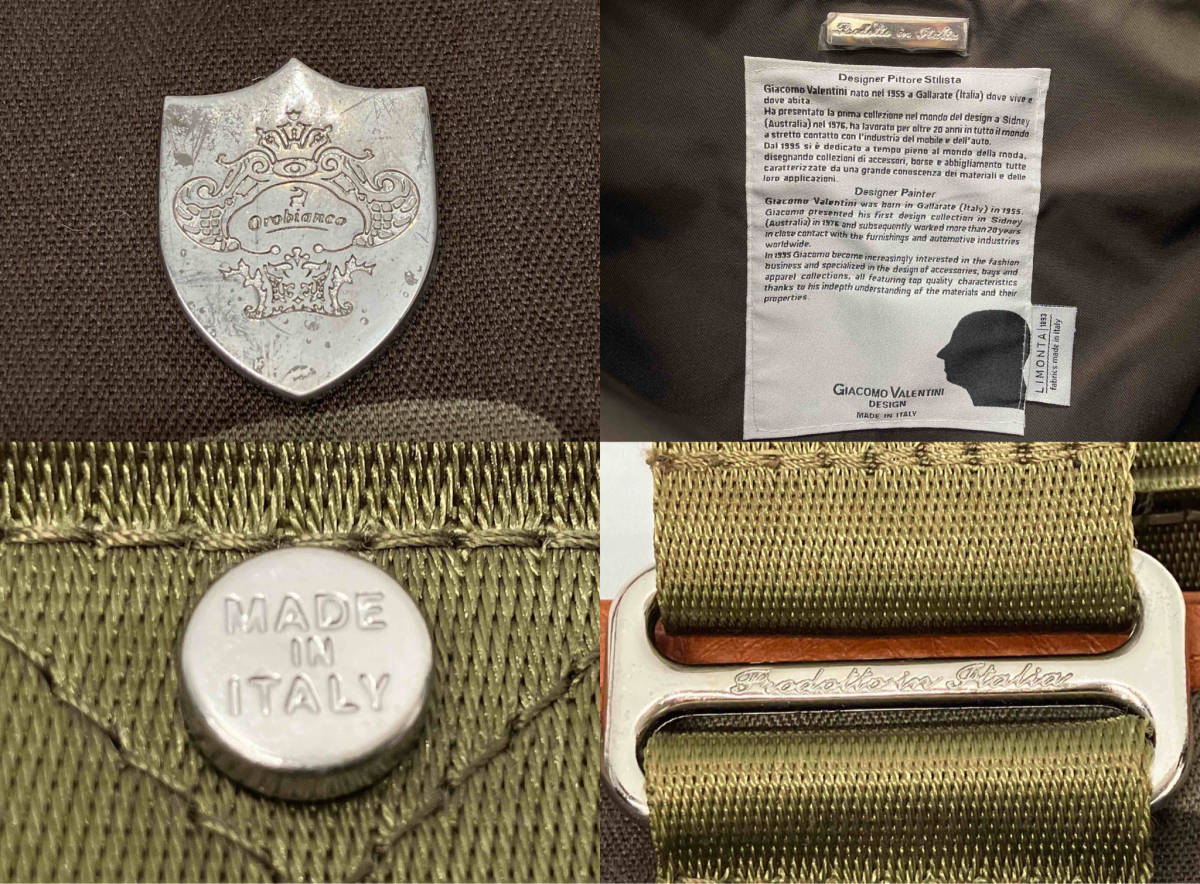 Orobianco
Prodotto in Italia
Designer Pittore Stilista
Giacomo Valentini nato nel 1955 a Gallarate (Italia) dove vive e
dove abita.
Ha presentato la prima collezione nel mondo del design a Sidney
(Australia) nel 1976, ha lavorato per oltre 20 anni in tutto il mondo
a stretto contatto con l'industria del mobile e dell'auto.
Dal 1995 si è dedicato a tempo pieno al mondo della moda,
disegnando collezioni di accessori, borse e abbigliamento tutte
caratterizzate da una grande conoscenza dei materiali e delle
loro applicazioni.
Designer Painter
Giacomo Valentini was born in Gallarate (Italy) in 1955.
Giacomo presented his first design collection in Sidney
(Australia) in 1976 and subsequently worked more than 20 years
in close contact with the furnishings and automotive industries
worldwide.
In 1995 Giacomo become increasingly interested in the fashion
business and specialized in the design of accessories, bags and
apparel collections, all featuring top quality characteristics
thanks to his indepth understanding of the materials and their
properties.
GIACOMO VALENTINI
DESIGN
MADE IN ITALY
LIMONTA | 1893
fabrics made in Italy
MADE
IN
ITALY
Prodotto in Italia